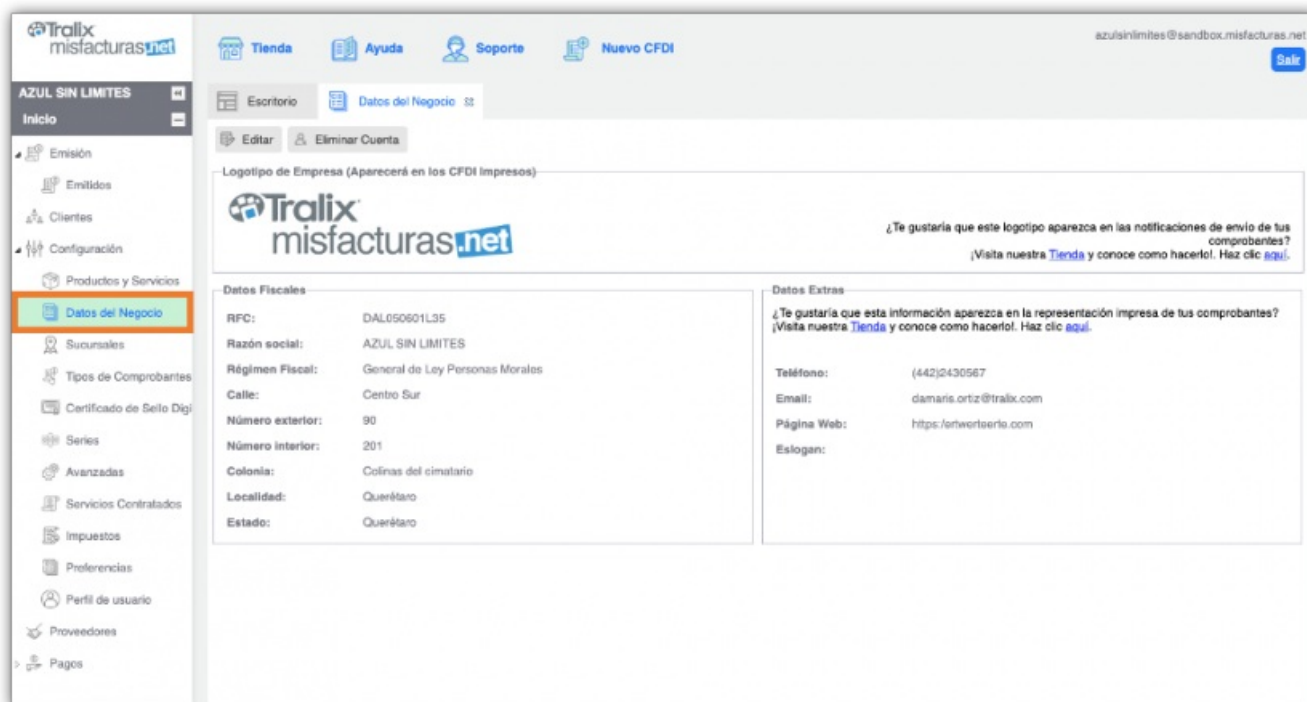 Tralix
misfacturas.net
Tienda
Ayuda
Soporte
Nuevo CFDI
azulsinlimites@sandbox.misfacturas.net
Salir
AZUL SIN LIMITES
Inicio
Emisión
Emitidos
Clientes
Configuración
Productos y Servicios
Datos del Negocio
Sucursales
Tipos de Comprobantes
Certificado de Sello Digi
Series
Avanzadas
Servicios Contratados
Impuestos
Preferencias
Perfil de usuario
Proveedores
Pagos
Escritorio
Datos del Negocio
Editar
Eliminar Cuenta
Logotipo de Empresa (Aparecerá en los CFDI Impresos)
Tralix
misfacturas.net
¿Te gustaría que este logotipo aparezca en las notificaciones de envío de tus
comprobantes?
¡Visita nuestra Tienda y conoce como hacerlo!. Haz clic aquí.
Datos Fiscales
RFC: DAL050601L35
Razón social: AZUL SIN LIMITES
Régimen Fiscal: General de Ley Personas Morales
Calle: Centro Sur
Número exterior: 90
Número interior: 201
Colonia: Colinas del cimatario
Localidad: Querétaro
Estado: Querétaro
Datos Extras
¿Te gustaría que esta información aparezca en la representación impresa de tus comprobantes?
¡Visita nuestra Tienda y conoce como hacerlo!. Haz clic aquí.
Teléfono: (442)2430567
Email: damaris.ortiz@tralix.com
Página Web: https:/ertwerteerte.com
Eslogan: